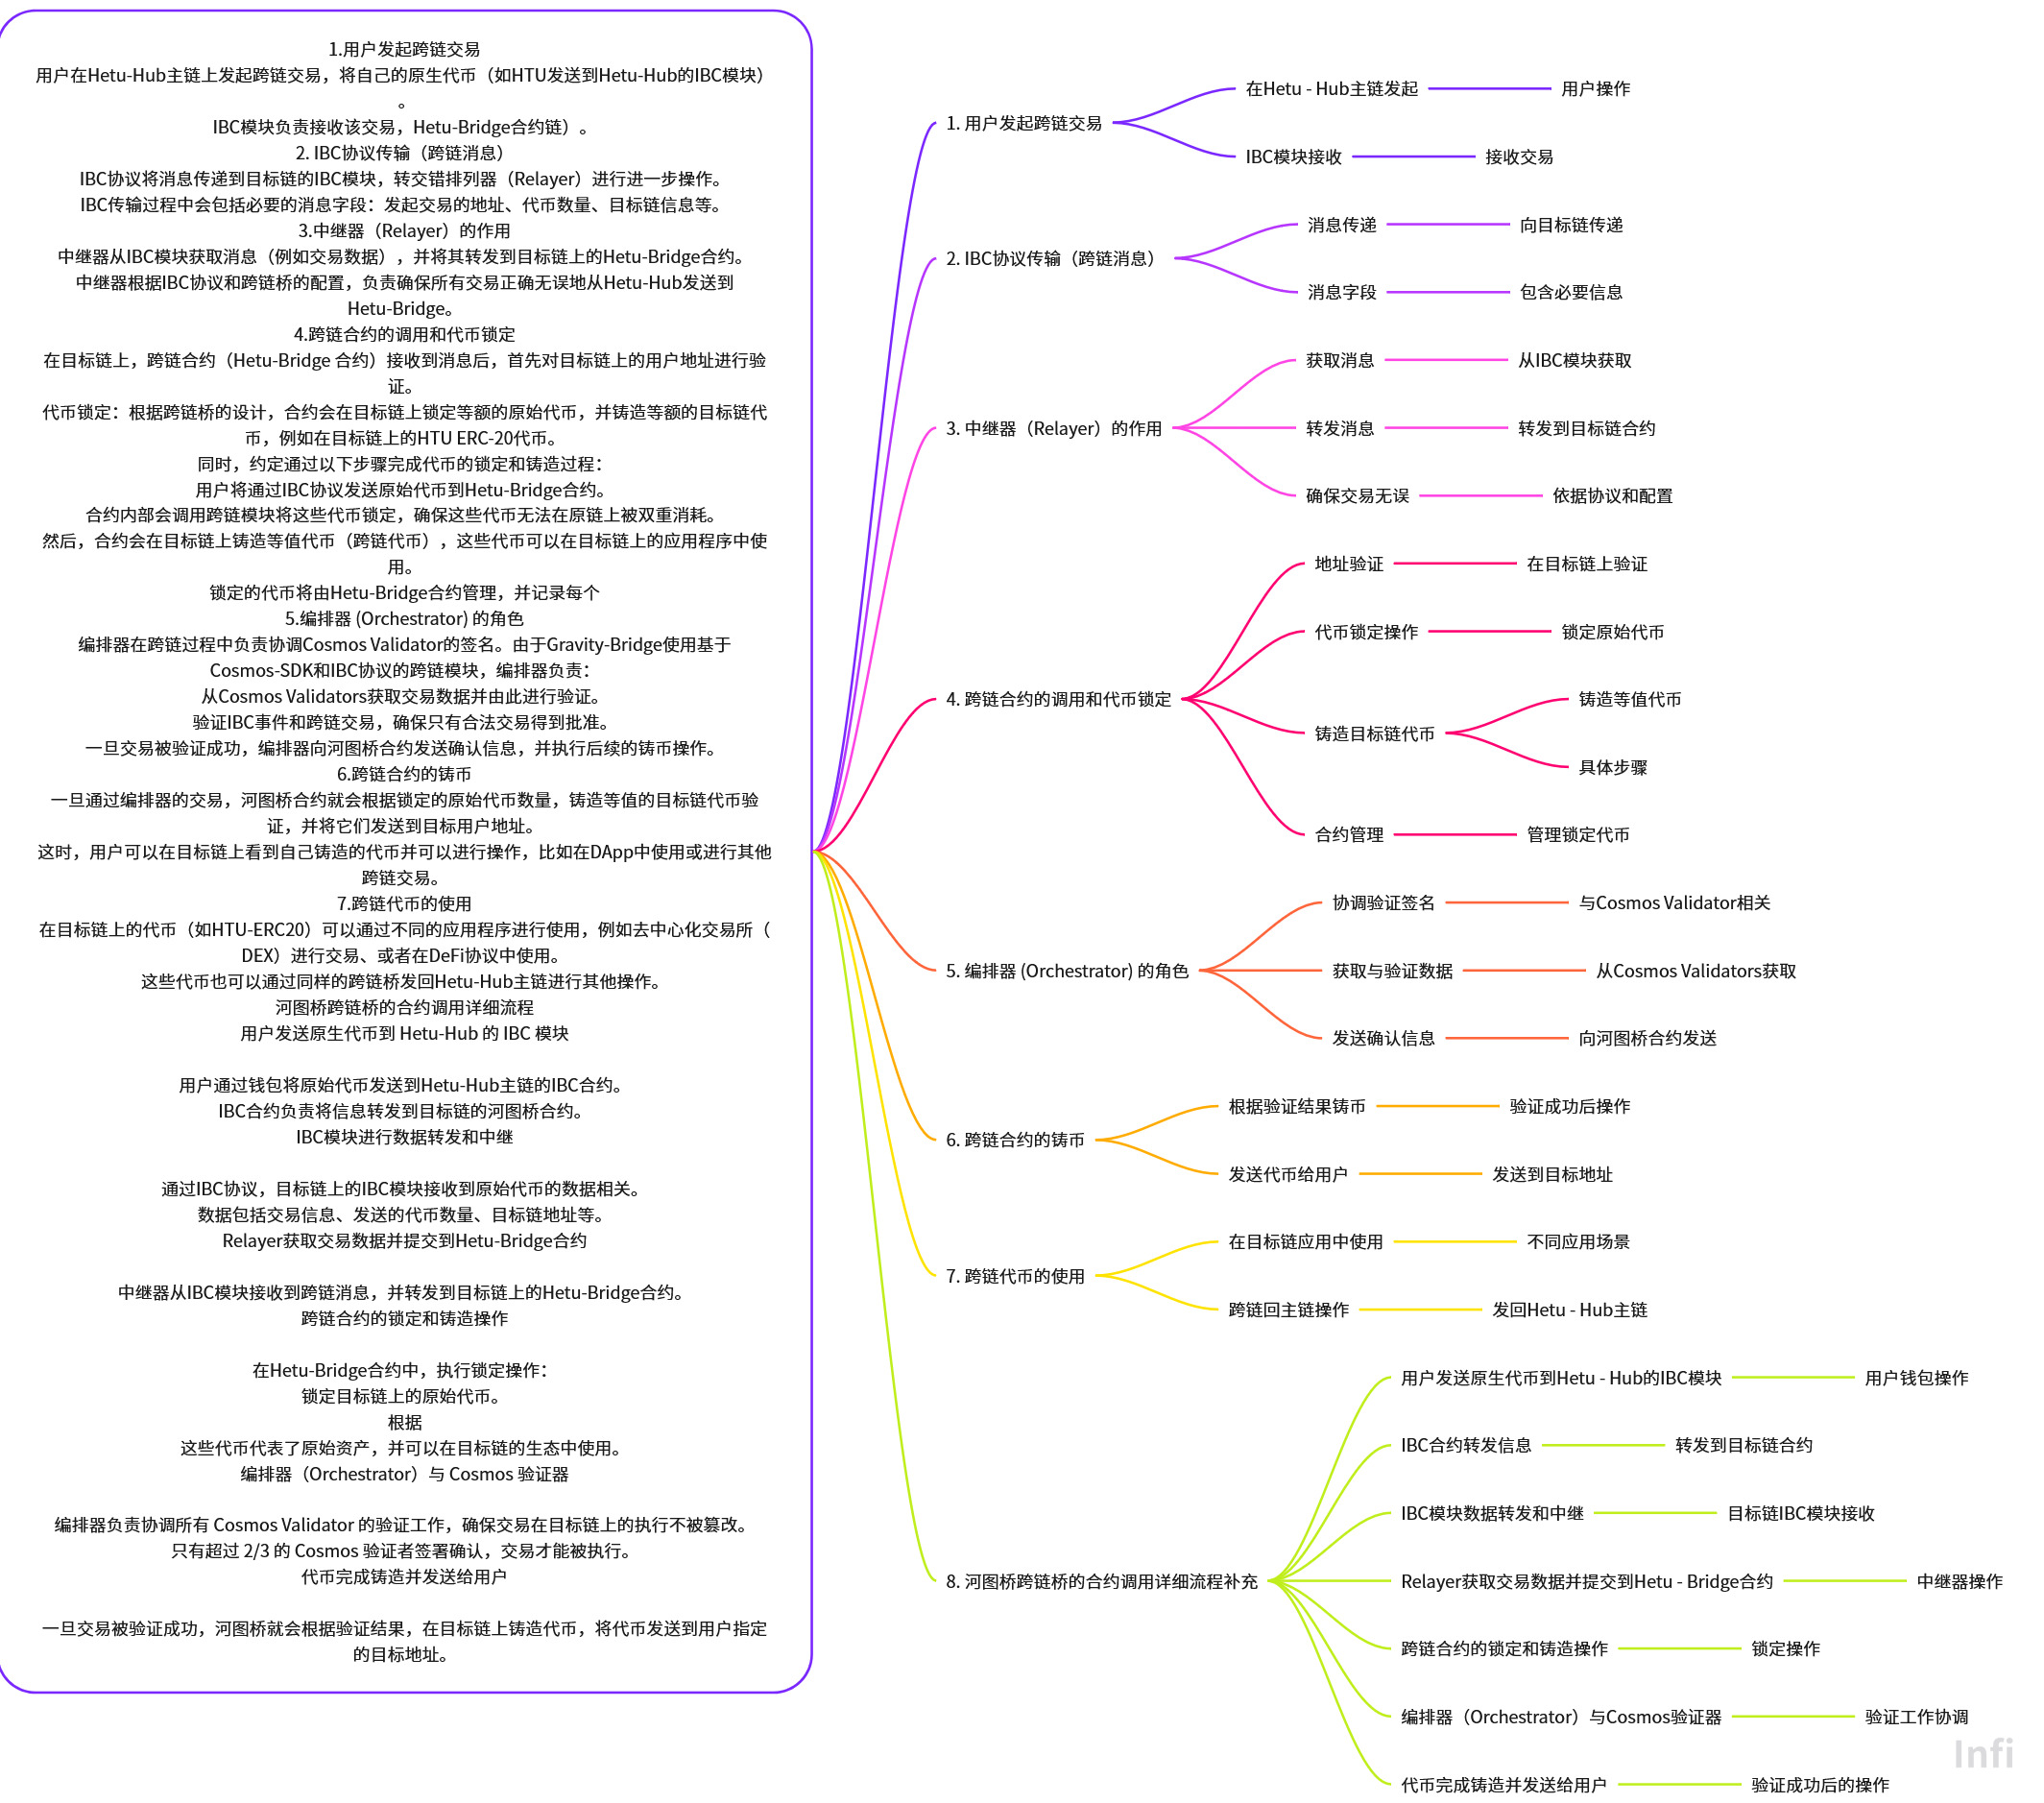 1.用户发起跨链交易
用户在Hetu-Hub主链上发起跨链交易，将自己的原生代币（如HTU发送到Hetu-Hub的IBC模块）
。
IBC模块负责接收该交易，Hetu-Bridge合约链）。
2. IBC协议传输（跨链消息）
IBC协议将消息传递到目标链的IBC模块，转交错排列器（Relayer）进行进一步操作。
IBC传输过程中会包括必要的消息字段：发起交易的地址、代币数量、目标链信息等。
3.中继器（Relayer）的作用
中继器从IBC模块获取消息（例如交易数据），并将其转发到目标链上的Hetu-Bridge合约。
中继器根据IBC协议和跨链桥的配置，负责确保所有交易正确无误地从Hetu-Hub发送到
Hetu-Bridge。
4.跨链合约的调用和代币锁定
在目标链上，跨链合约（Hetu-Bridge 合约）接收到消息后，首先对目标链上的用户地址进行验
证。
代币锁定：根据跨链桥的设计，合约会在目标链上锁定等额的原始代币，并铸造等额的目标链代
币，例如在目标链上的HTU ERC-20代币。
同时，约定通过以下步骤完成代币的锁定和铸造过程：
用户将通过IBC协议发送原始代币到Hetu-Bridge合约。
合约内部会调用跨链模块将这些代币锁定，确保这些代币无法在原链上被双重消耗。
然后，合约会在目标链上铸造等值代币（跨链代币），这些代币可以在目标链上的应用程序中使
用。
锁定的代币将由Hetu-Bridge合约管理，并记录每个
5.编排器 (Orchestrator) 的角色
编排器在跨链过程中负责协调Cosmos Validator的签名。由于Gravity-Bridge使用基于
Cosmos-SDK和IBC协议的跨链模块，编排器负责：
从Cosmos Validators获取交易数据并由此进行验证。
验证IBC事件和跨链交易，确保只有合法交易得到批准。
一旦交易被验证成功，编排器向河图桥合约发送确认信息，并执行后续的铸币操作。
6.跨链合约的铸币
一旦通过编排器的交易，河图桥合约就会根据锁定的原始代币数量，铸造等值的目标链代币验
证，并将它们发送到目标用户地址。
这时，用户可以在目标链上看到自己铸造的代币并可以进行操作，比如在DApp中使用或进行其他
跨链交易。
7.跨链代币的使用
在目标链上的代币（如HTU-ERC20）可以通过不同的应用程序进行使用，例如去中心化交易所（
DEX）进行交易、或者在DeFi协议中使用。
这些代币也可以通过同样的跨链桥发回Hetu-Hub主链进行其他操作。
河图桥跨链桥的合约调用详细流程
用户发送原生代币到 Hetu-Hub 的 IBC 模块
用户通过钱包将原始代币发送到Hetu-Hub主链的IBC合约。
IBC合约负责将信息转发到目标链的河图桥合约。
IBC模块进行数据转发和中继
通过IBC协议，目标链上的IBC模块接收到原始代币的数据相关。
数据包括交易信息、发送的代币数量、目标链地址等。
Relayer获取交易数据并提交到Hetu-Bridge合约
中继器从IBC模块接收到跨链消息，并转发到目标链上的Hetu-Bridge合约。
跨链合约的锁定和铸造操作
在Hetu-Bridge合约中，执行锁定操作：
锁定目标链上的原始代币。
根据
这些代币代表了原始资产，并可以在目标链的生态中使用。
编排器（Orchestrator）与 Cosmos 验证器
编排器负责协调所有 Cosmos Validator 的验证工作，确保交易在目标链上的执行不被篡改。
只有超过 2/3 的 Cosmos 验证者签署确认，交易才能被执行。
代币完成铸造并发送给用户
一旦交易被验证成功，河图桥就会根据验证结果，在目标链上铸造代币，将代币发送到用户指定
的目标地址。
1. 用户发起跨链交易
在Hetu - Hub主链发起
用户操作
IBC模块接收
接收交易
2. IBC协议传输（跨链消息）
消息传递
向目标链传递
消息字段
包含必要信息
3. 中继器（Relayer）的作用
获取消息
从IBC模块获取
转发消息
转发到目标链合约
确保交易无误
依据协议和配置
4. 跨链合约的调用和代币锁定
地址验证
在目标链上验证
代币锁定操作
锁定原始代币
铸造目标链代币
铸造等值代币
具体步骤
合约管理
管理锁定代币
5. 编排器 (Orchestrator) 的角色
协调验证签名
与Cosmos Validator相关
获取与验证数据
从Cosmos Validators获取
发送确认信息
向河图桥合约发送
6. 跨链合约的铸币
根据验证结果铸币
验证成功后操作
发送代币给用户
发送到目标地址
7. 跨链代币的使用
在目标链应用中使用
不同应用场景
跨链回主链操作
发回Hetu - Hub主链
8. 河图桥跨链桥的合约调用详细流程补充
用户发送原生代币到Hetu - Hub的IBC模块
用户钱包操作
IBC合约转发信息
转发到目标链合约
IBC模块数据转发和中继
目标链IBC模块接收
Relayer获取交易数据并提交到Hetu - Bridge合约
中继器操作
跨链合约的锁定和铸造操作
锁定操作
编排器（Orchestrator）与Cosmos验证器
验证工作协调
代币完成铸造并发送给用户
验证成功后的操作
Infi